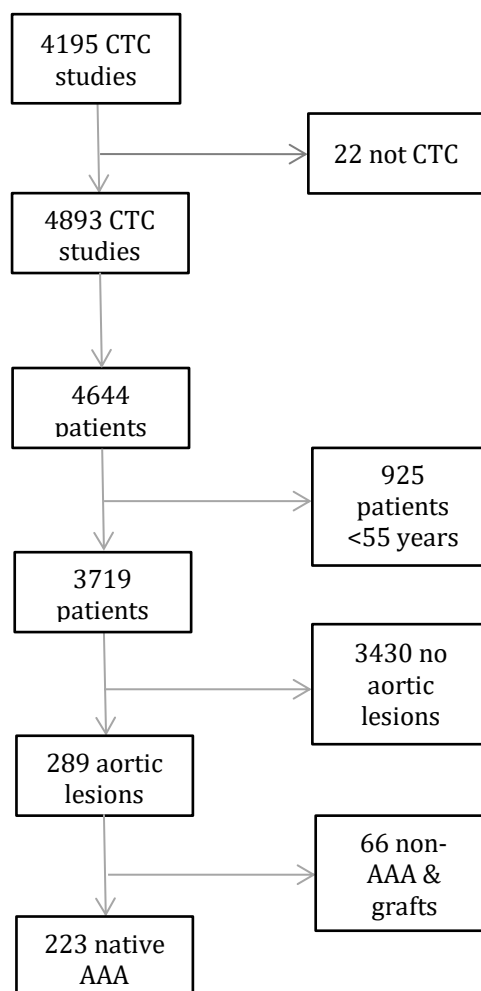 4195 CTC
studies
22 not CTC
4893 CTC
studies
4644
patients
925
patients
<55 years
3719
patients
3430 no
aortic
lesions
289 aortic
lesions
66 non-
AAA &
grafts
223 native
AAA